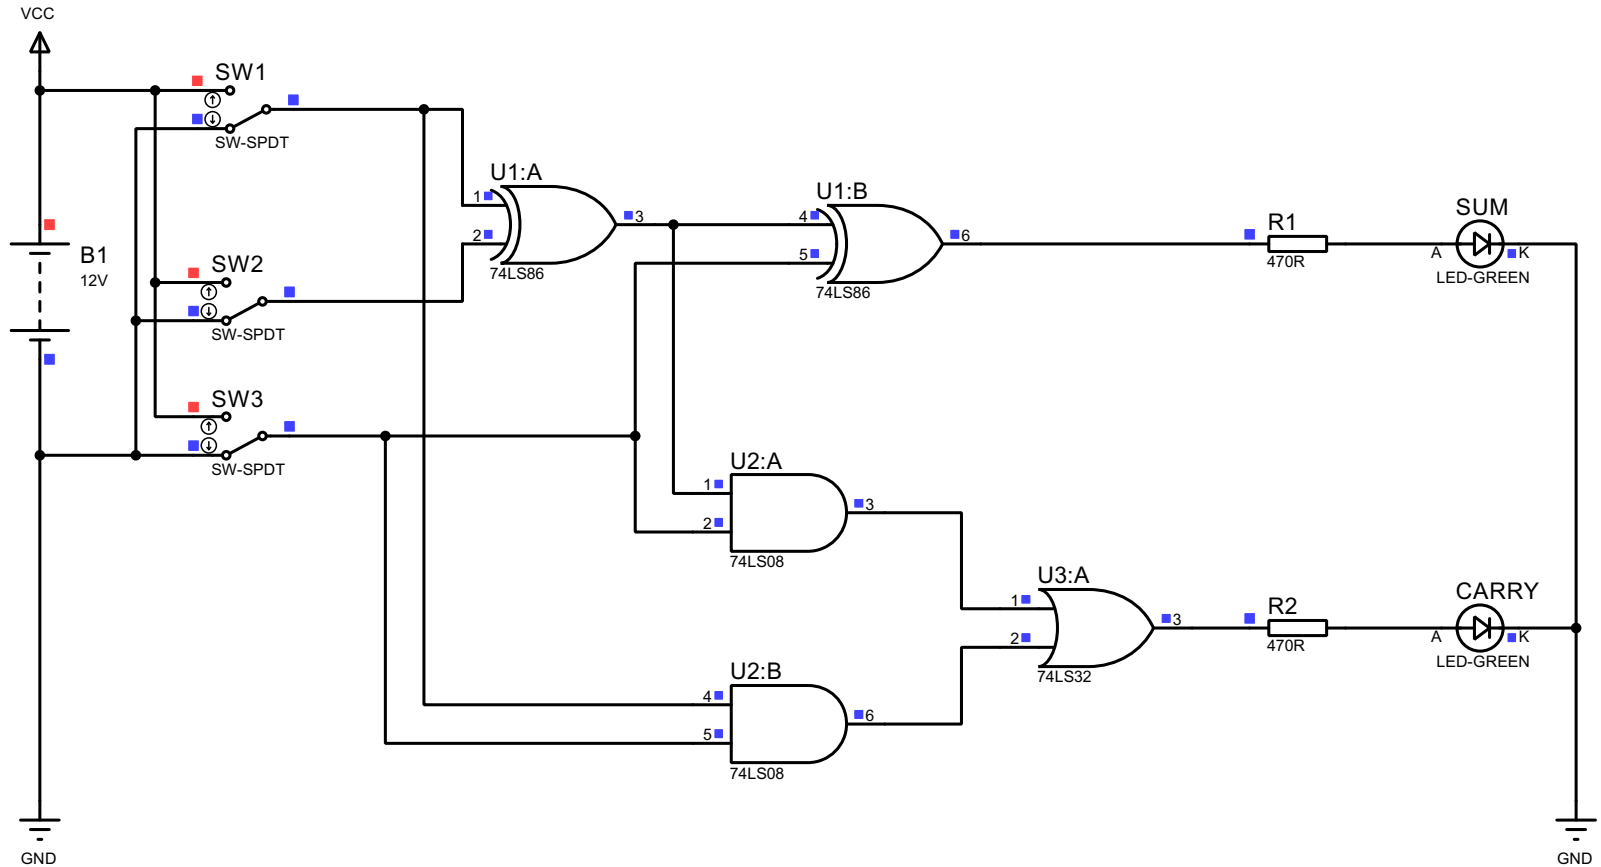 VCC
SW1
SW-SPDT
B1
12V
SW2
SW-SPDT
SW3
SW-SPDT
GND
U1:A
1
2
3
74LS86
U1:B
4
5
6
74LS86
R1
470R
SUM
A
K
LED-GREEN
U2:A
1
2
3
74LS08
U2:B
4
5
6
74LS08
U3:A
1
2
3
74LS32
R2
470R
CARRY
A
K
LED-GREEN
GND